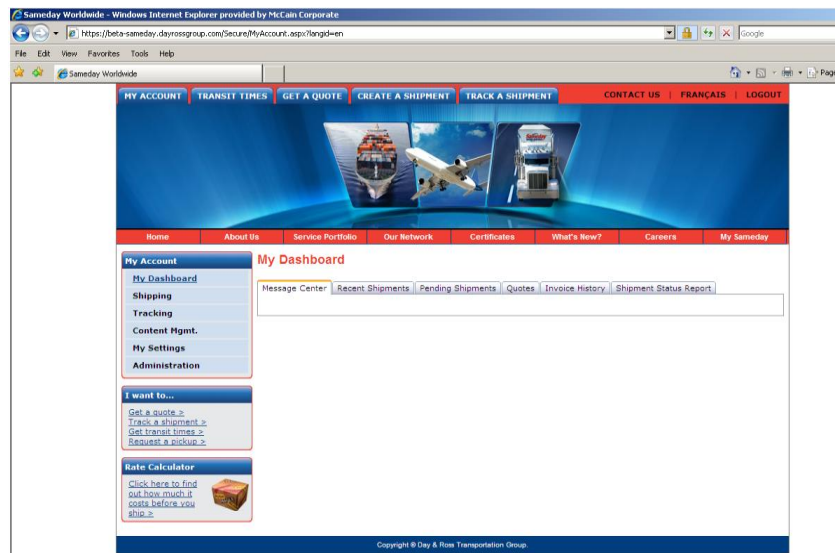 Sameday Worldwide - Windows Internet Explorer provided by McCain Corporate
https://beta-sameday.dayrossgroup.com/Secure/MyAccount.aspx?langid=en
Google
File Edit View Favorites Tools Help
Sameday Worldwide
Page
MY ACCOUNT TRANSIT TIMES GET A QUOTE CREATE A SHIPMENT TRACK A SHIPMENT CONTACT US | FRANÇAIS | LOGOUT
Home About Us Service Portfolio Our Network Certificates What's New? Careers My Sameday
My Account
My Dashboard
Shipping
Tracking
Content Mgmt.
My Settings
Administration
My Dashboard
Message Center Recent Shipments Pending Shipments Quotes Invoice History Shipment Status Report
I want to...
Get a quote >
Track a shipment >
Get transit times >
Request a pickup >
Rate Calculator
Click here to find
out how much it
costs before you
ship >
Copyright © Day & Ross Transportation Group.